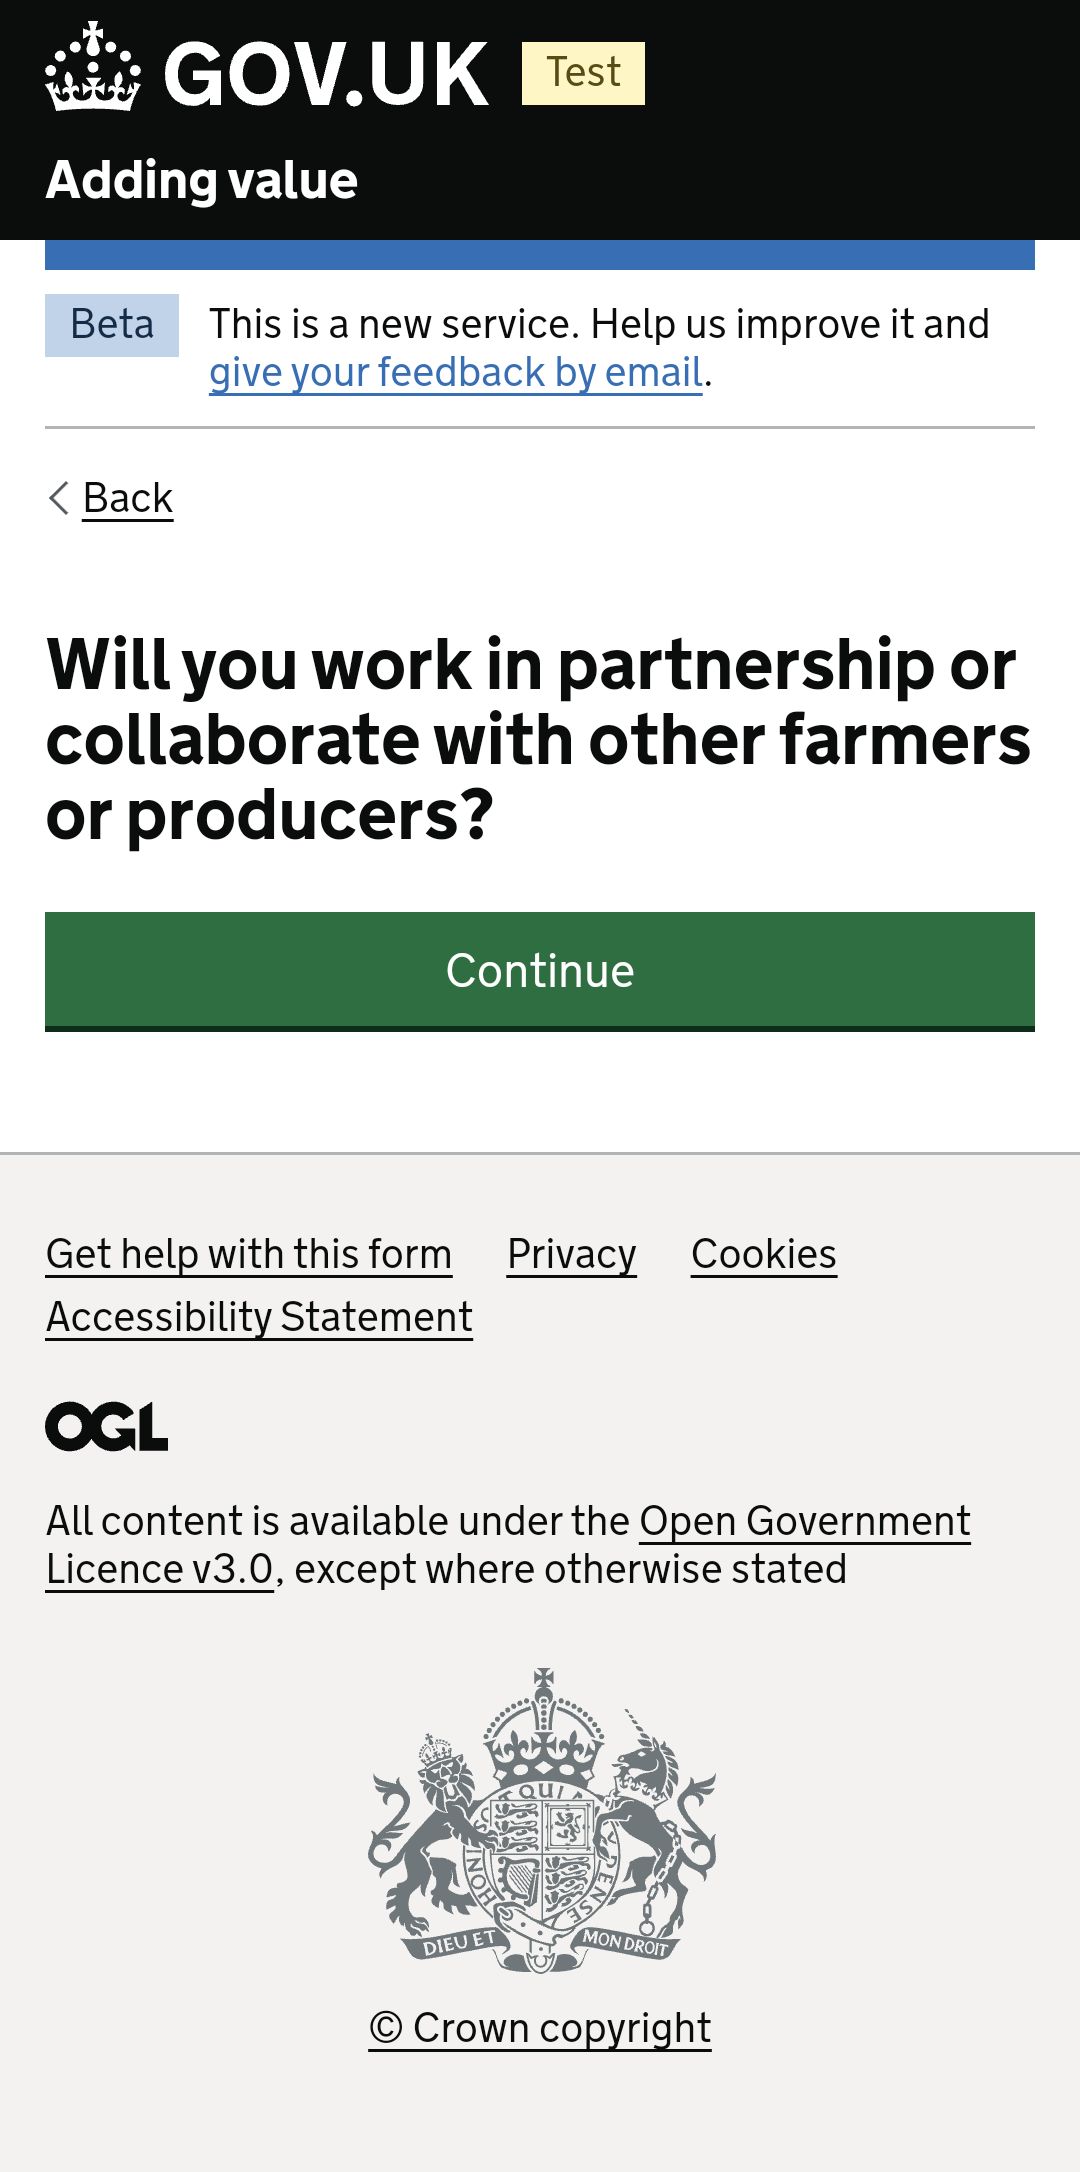 GOV.UK Test
Adding value
Beta This is a new service. Help us improve it and
give your feedback by email.
Back
Will you work in partnership or
collaborate with other farmers
or producers?
Continue
Get help with this form Privacy Cookies
Accessibility Statement
OGL
All content is available under the Open Government
Licence v3.0, except where otherwise stated
DIEU ET MON DROIT
© Crown copyright